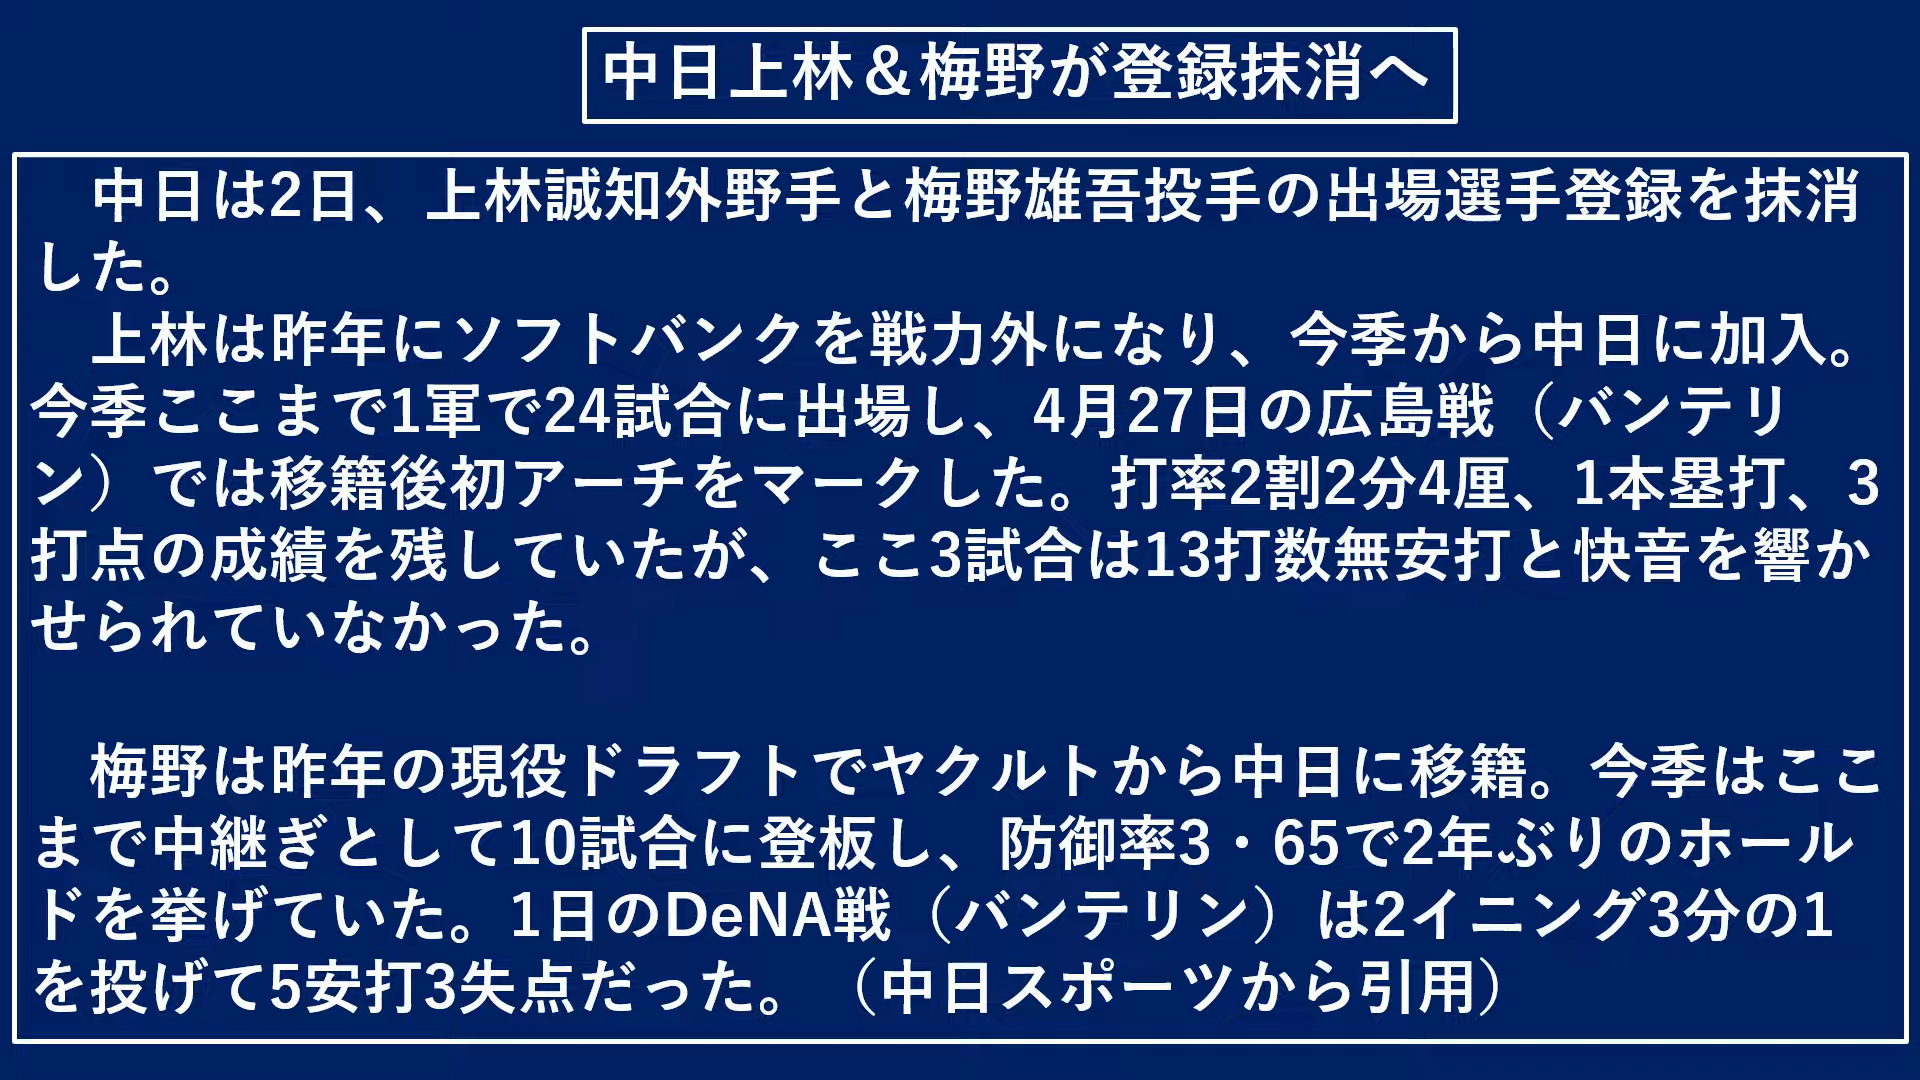 中日上林＆梅野が登録抹消へ
　中日は2日、上林誠知外野手と梅野雄吾投手の出場選手登録を抹消
した。
　上林は昨年にソフトバンクを戦力外になり、今季から中日に加入。
今季ここまで1軍で24試合に出場し、4月27日の広島戦（バンテリ
ン）では移籍後初アーチをマークした。打率2割2分4厘、1本塁打、3
打点の成績を残していたが、ここ3試合は13打数無安打と快音を響か
せられていなかった。
　梅野は昨年の現役ドラフトでヤクルトから中日に移籍。今季はここ
まで中継ぎとして10試合に登板し、防御率3・65で2年ぶりのホール
ドを挙げていた。1日のDeNA戦（バンテリン）は2イニング3分の1
を投げて5安打3失点だった。（中日スポーツから引用）